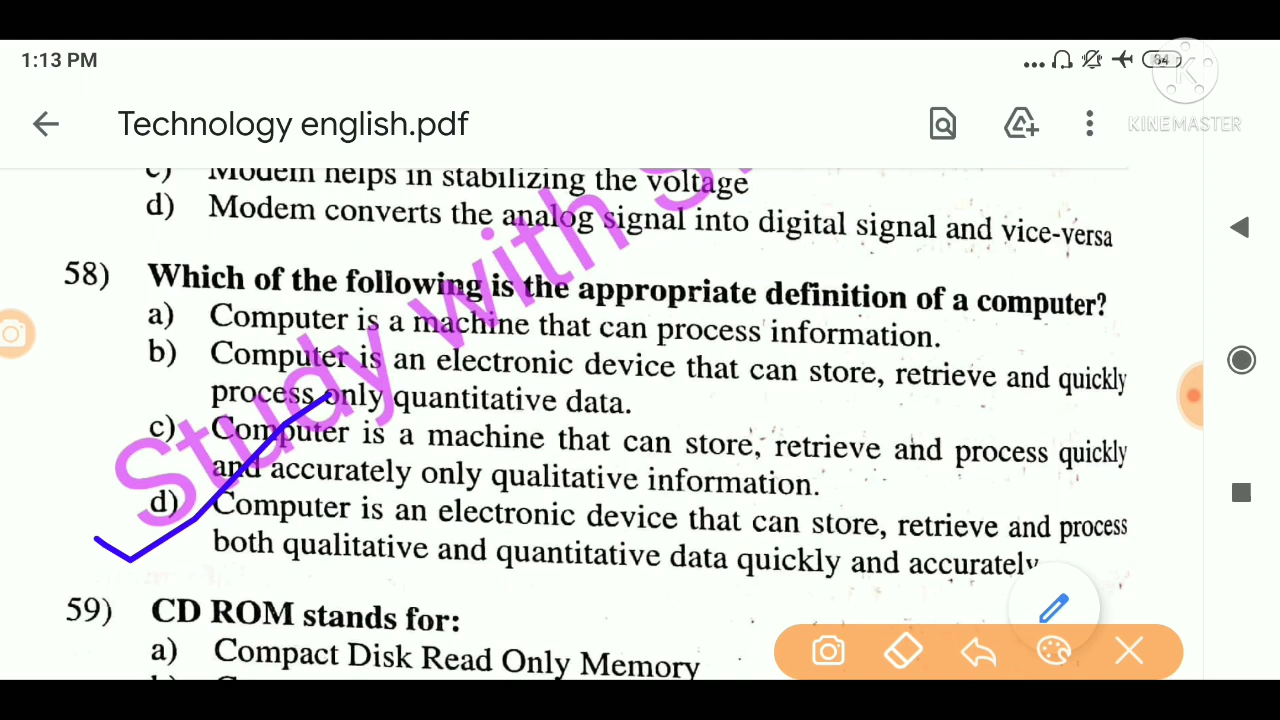 1:13 PM
84
KINEMASTER
Technology english.pdf
c) Modem helps in stabilizing the voltage
d) Modem converts the analog signal into digital signal and vice-versa
58) Which of the following is the appropriate definition of a computer?
a) Computer is a machine that can process information.
b) Computer is an electronic device that can store, retrieve and quickly
process only quantitative data.
c) Computer is a machine that can store, retrieve and process quickly
and accurately only qualitative information.
d) Computer is an electronic device that can store, retrieve and process
both qualitative and quantitative data quickly and accurately
Study with
59) CD ROM stands for:
a) Compact Disk Read Only Memory